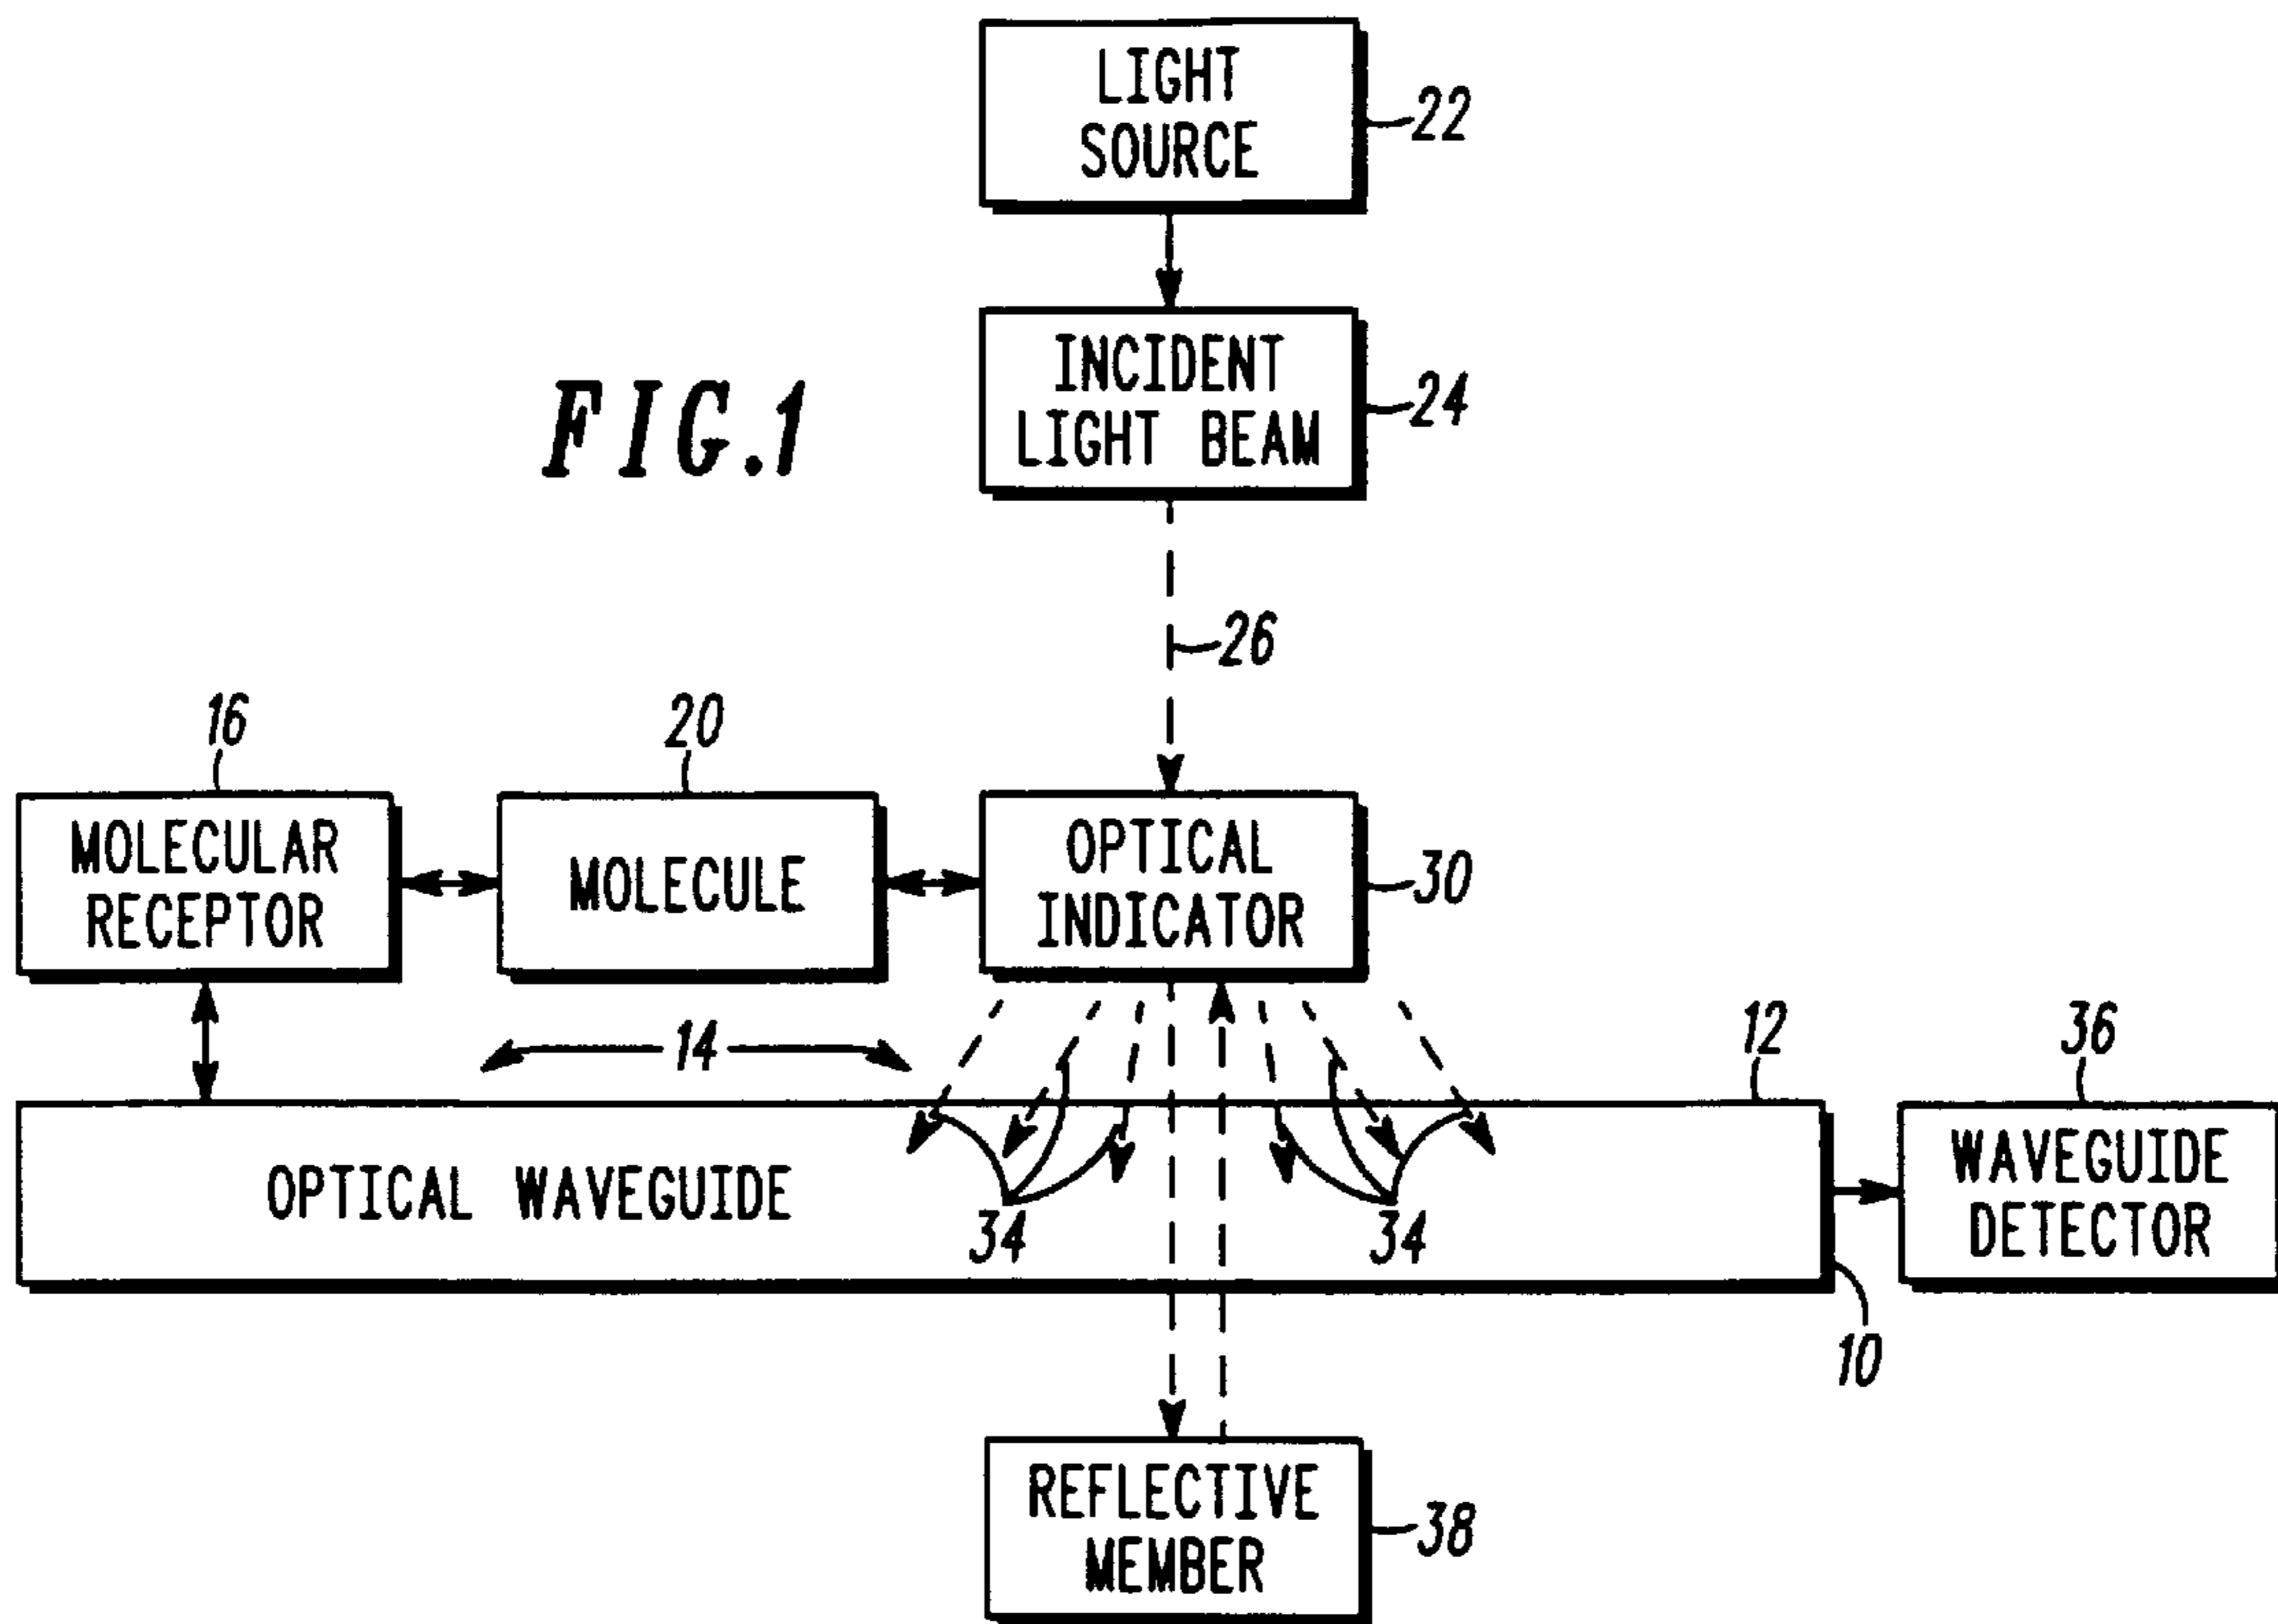 LIGHT
SOURCE
22
INCIDENT
LIGHT BEAM
24
FIG.1
26
16
20
MOLECULAR
RECEPTOR
MOLECULE
OPTICAL
INDICATOR
30
14
12
36
OPTICAL WAVEGUIDE
34
34
WAVEGUIDE
DETECTOR
10
REFLECTIVE
MEMBER
38